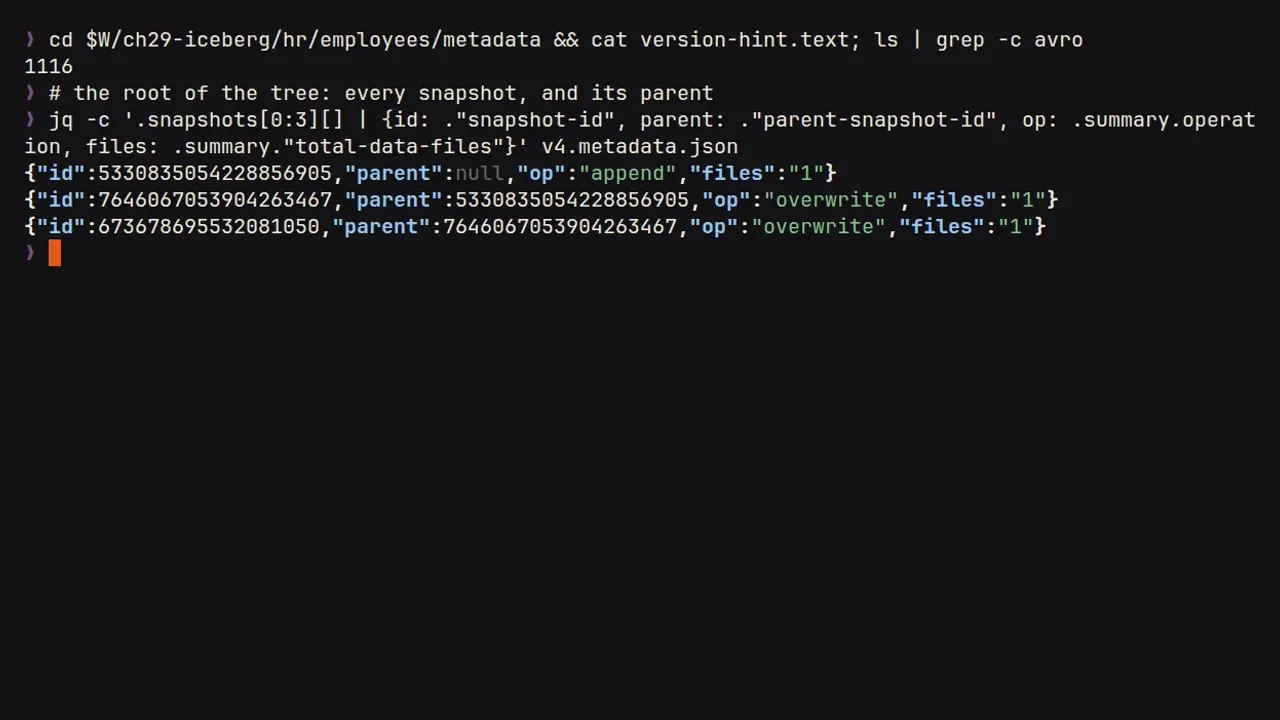 ❯ cd $W/ch29-iceberg/hr/employees/metadata && cat version-hint.text; ls | grep -c avro
1116
❯ # the root of the tree: every snapshot, and its parent
❯ jq -c '.snapshots[0:3][] | {id: ."snapshot-id", parent: ."parent-snapshot-id", op: .summary.operat
ion, files: .summary."total-data-files"}' v4.metadata.json
{"id":5330835054228856905,"parent":null,"op":"append","files":"1"}
{"id":7646067053904263467,"parent":5330835054228856905,"op":"overwrite","files":"1"}
{"id":673678695532081050,"parent":7646067053904263467,"op":"overwrite","files":"1"}
❯